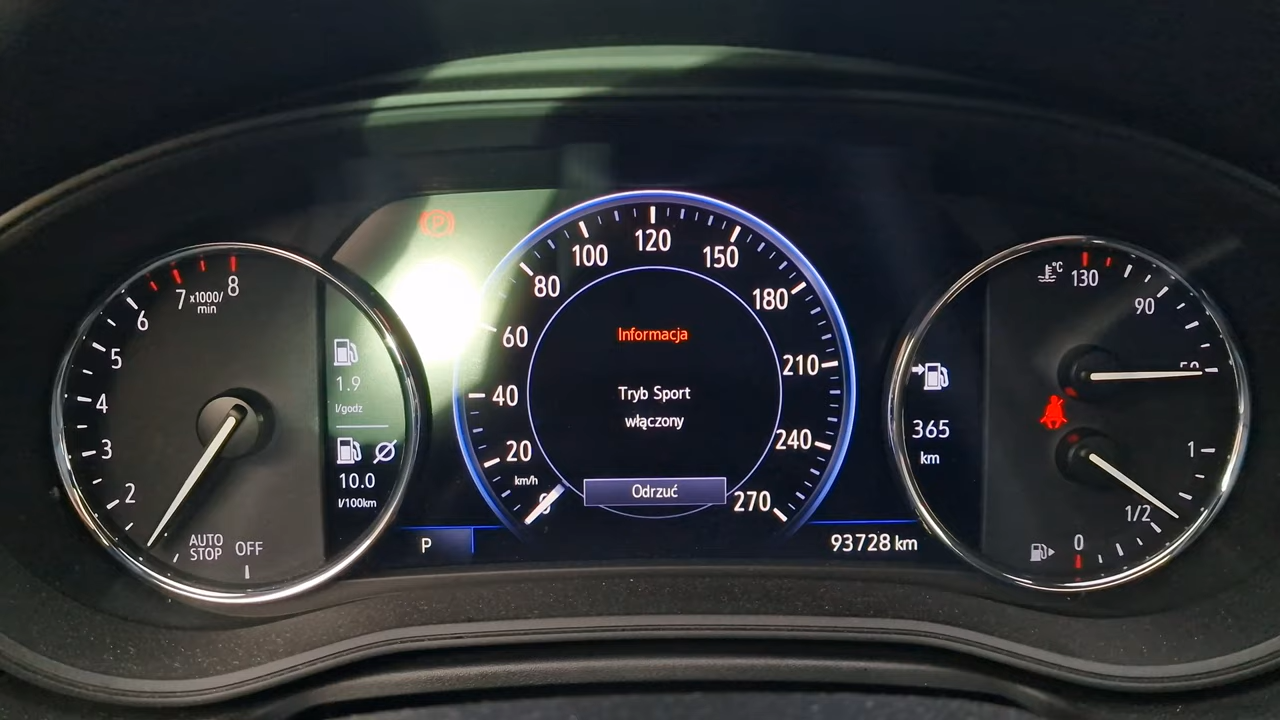 8
7 x1000/
min
6
5
4
3
2
AUTO
STOP
OFF
1.9
l/godz
10.0
l/100km
P
120
100
150
80
180
60
210
40
240
20
270
km/h
0
Informacja
Tryb Sport
włączony
Odrzuć
P
93728 km
365
km
°C
130
90
50
1
1/2
0